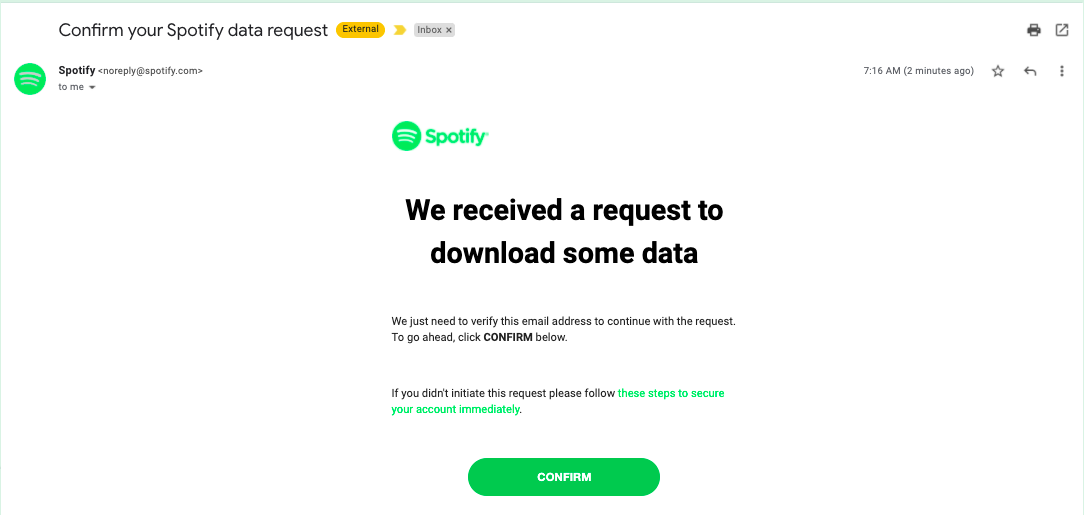 Confirm your Spotify data request External Inbox ×
Spotify <noreply@spotify.com> 7:16 AM (2 minutes ago)
to me
Spotify
We received a request to
download some data
We just need to verify this email address to continue with the request.
To go ahead, click CONFIRM below.
If you didn't initiate this request please follow these steps to secure
your account immediately.
CONFIRM